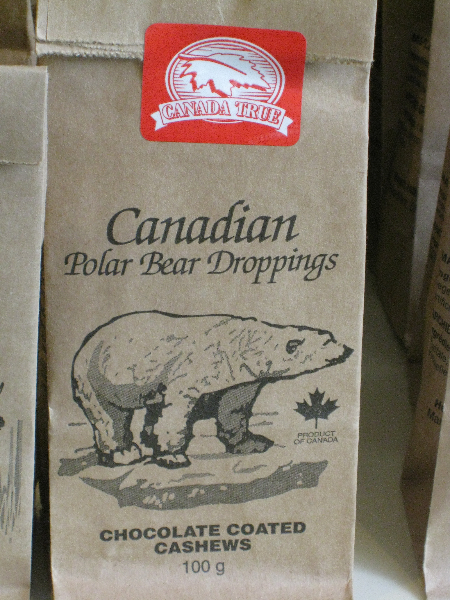 CANADA TRUE
Canadian
Polar Bear Droppings
PRODUCT
OF CANADA
CHOCOLATE COATED
CASHEWS
100 g